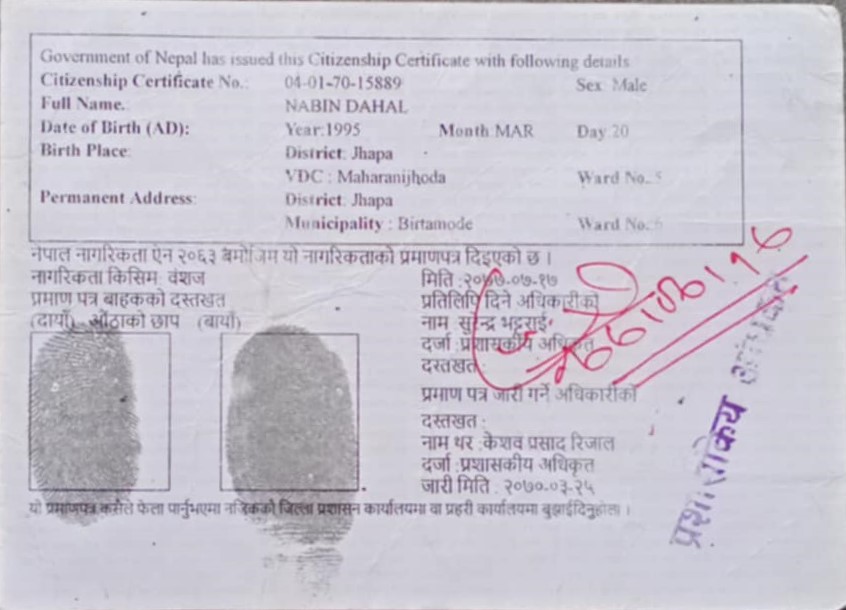 Government of Nepal has issued this Citizenship Certificate with following details
Citizenship Certificate No.: 04-01-70-15889 Sex: Male
Full Name: NABIN DAHAL
Date of Birth (AD): Year:1995 Month:MAR Day:20
Birth Place: District: Jhapa
VDC : Maharanijhoda Ward No.: 5
Permanent Address: District: Jhapa
Municipality : Birtamode Ward No.: 6
नेपाल नागरिकता ऐन २०६३ बमोजिम यो नागरिकताको प्रमाणपत्र दिइएको छ ।
नागरिकता किसिम: वंशज
प्रमाण पत्र बाहकको दस्तखत
(दायाँ) औंठाको छाप (बायाँ)
मिति :२०७७-०७-१७
प्रतिलिपि दिने अधिकारीको
नाम सुरेन्द्र भट्टराई
दर्जा :प्रशासकीय अधिकृत
दस्तखत :
प्रमाण पत्र जारी गर्ने अधिकारीको
दस्तखत :
नाम थर :केशव प्रसाद रिजाल
दर्जा :प्रशासकीय अधिकृत
जारी मिति : २०७०-०३-२५
यो प्रमाणपत्र कसैले फेला पार्नुभएमा नजिकको जिल्ला प्रशासन कार्यालयमा वा प्रहरी कार्यालयमा बुझाईदिनुहोला ।
प्रशासकिय अधिकृत